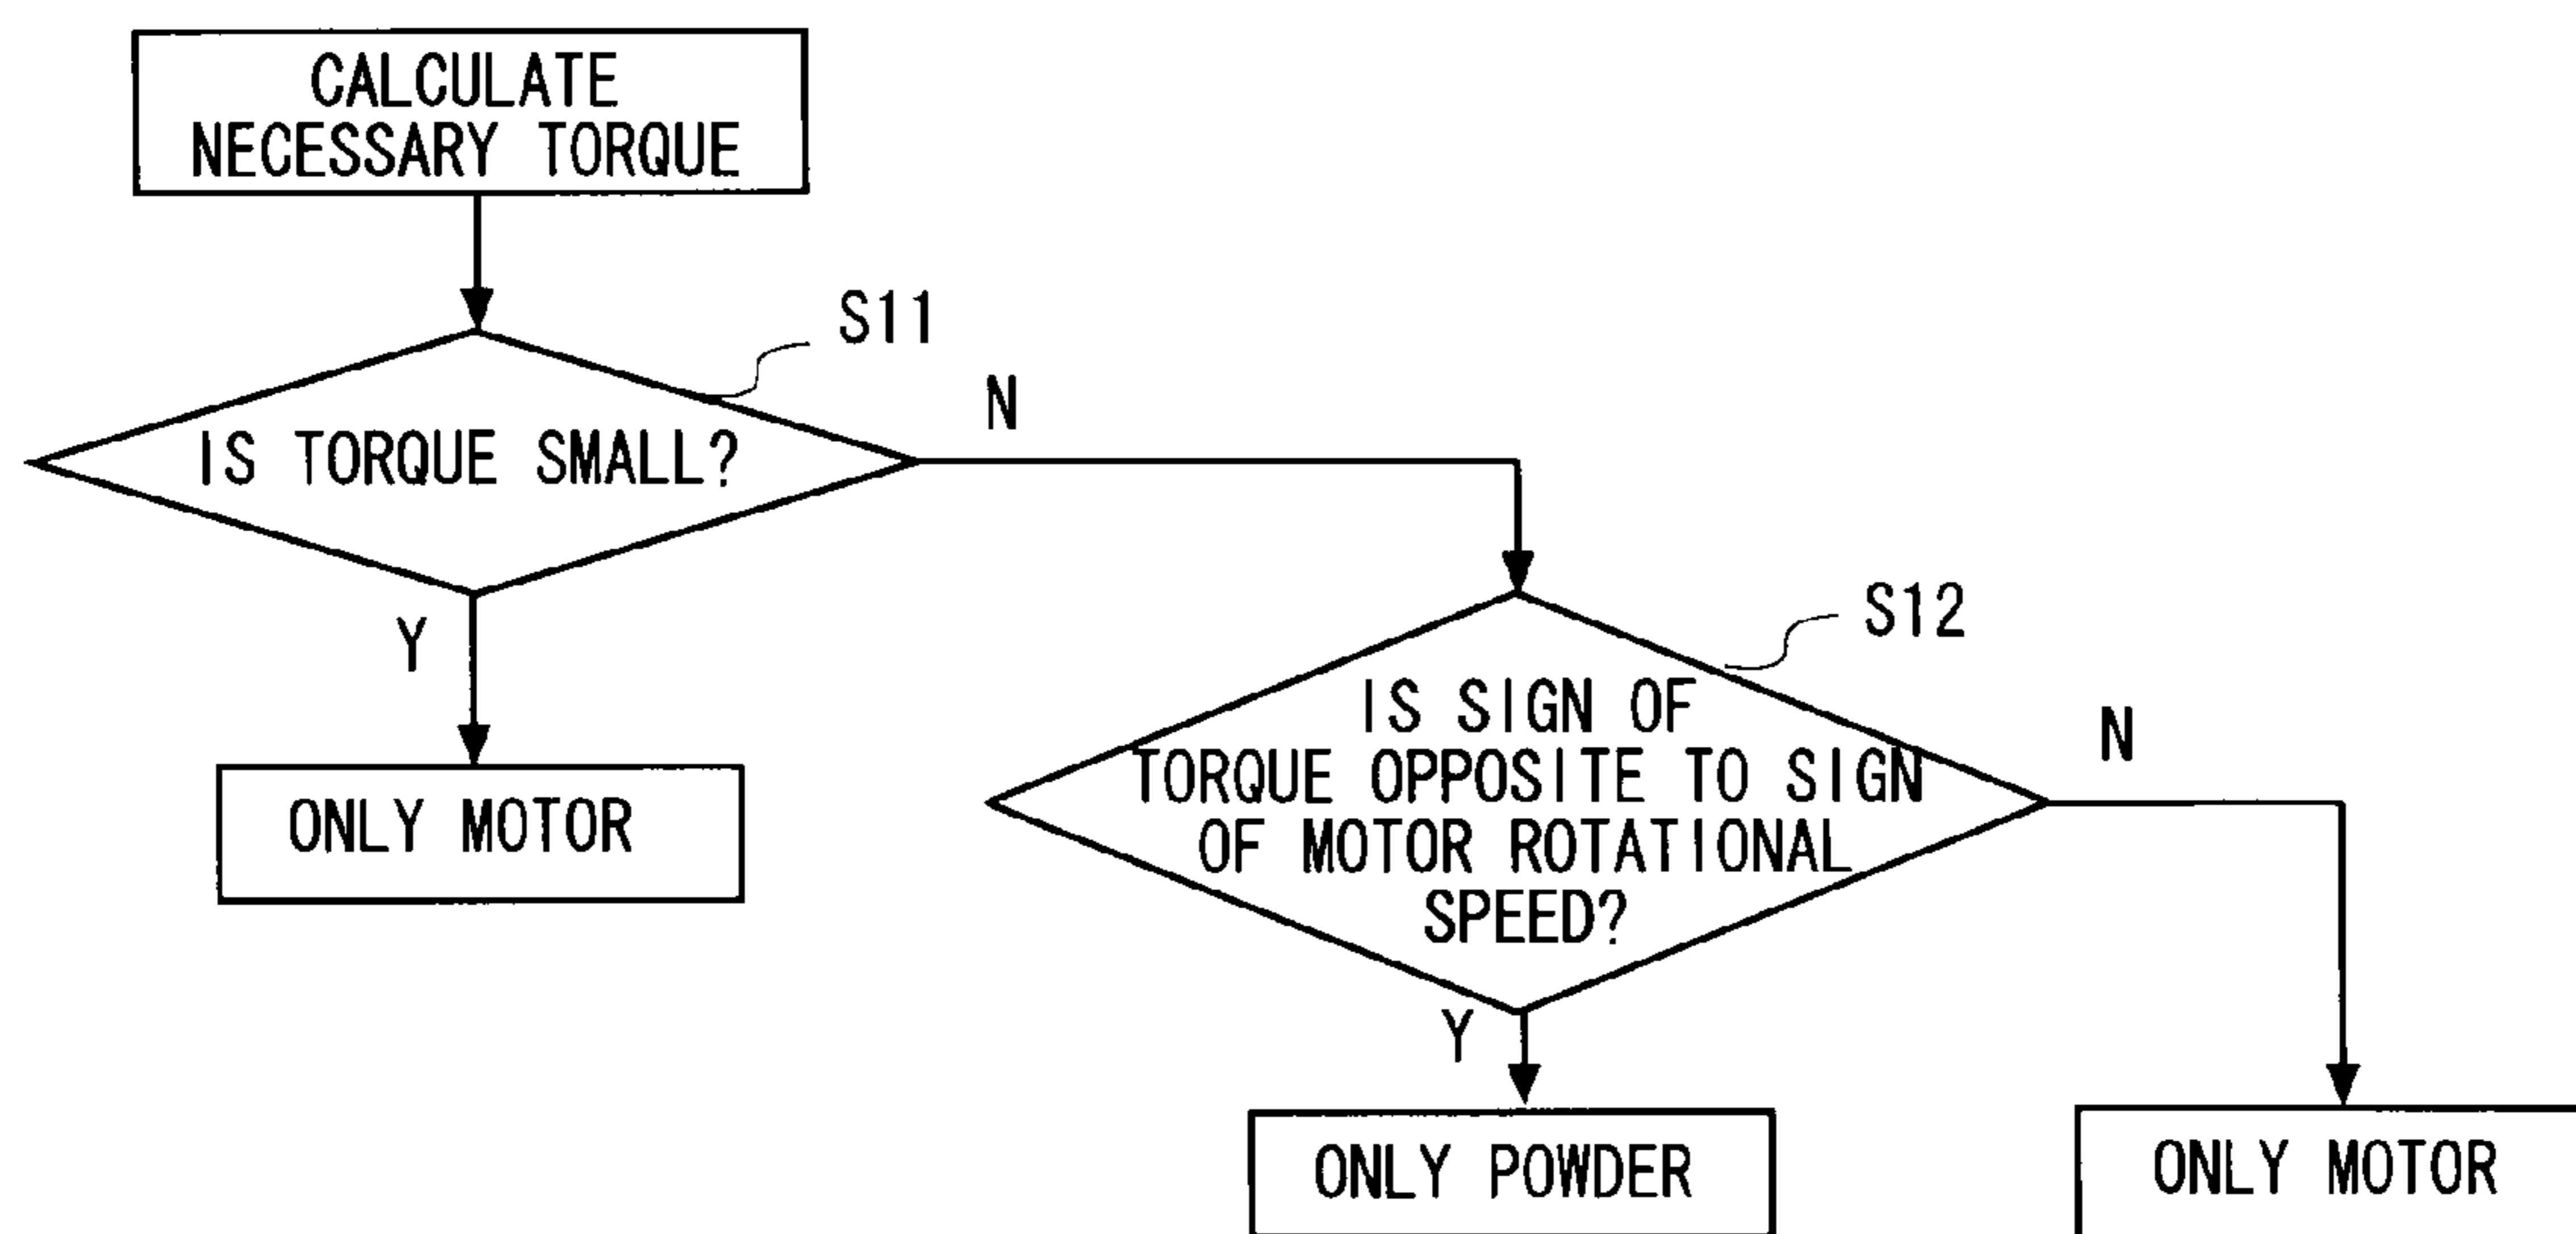 CALCULATE
NECESSARY TORQUE
S11
N
IS TORQUE SMALL?
Y
S12
ONLY MOTOR
IS SIGN OF
TORQUE OPPOSITE TO SIGN
OF MOTOR ROTATIONAL
SPEED?
N
Y
ONLY POWDER
ONLY MOTOR